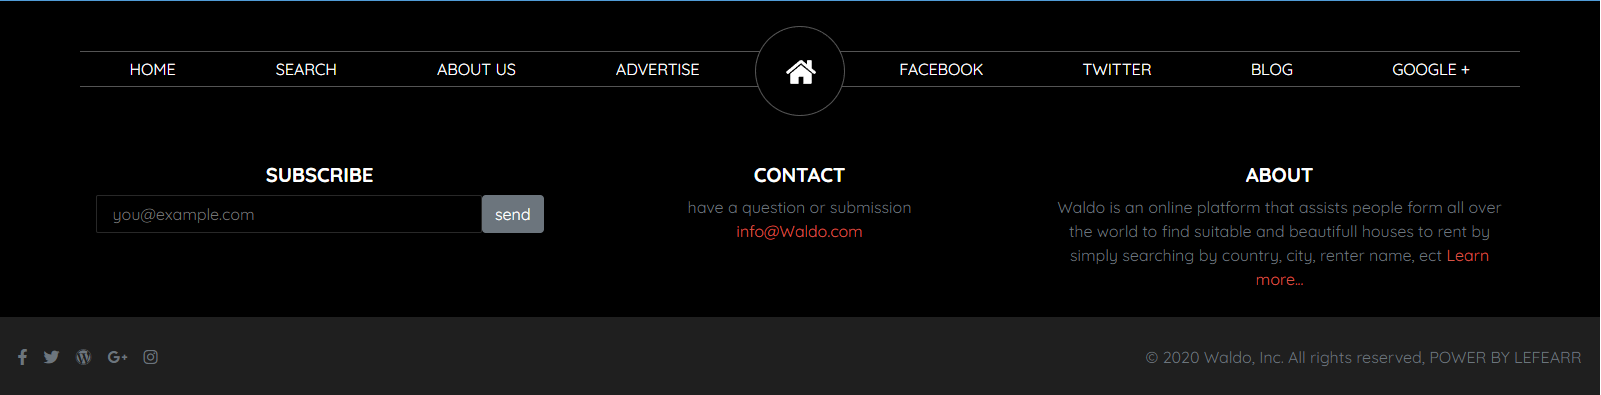 HOME SEARCH ABOUT US ADVERTISE FACEBOOK TWITTER BLOG GOOGLE +
SUBSCRIBE
you@example.com send
CONTACT
have a question or submission
info@Waldo.com
ABOUT
Waldo is an online platform that assists people form all over
the world to find suitable and beautifull houses to rent by
simply searching by country, city, renter name, ect Learn
more...
© 2020 Waldo, Inc. All rights reserved, POWER BY LEFEARR